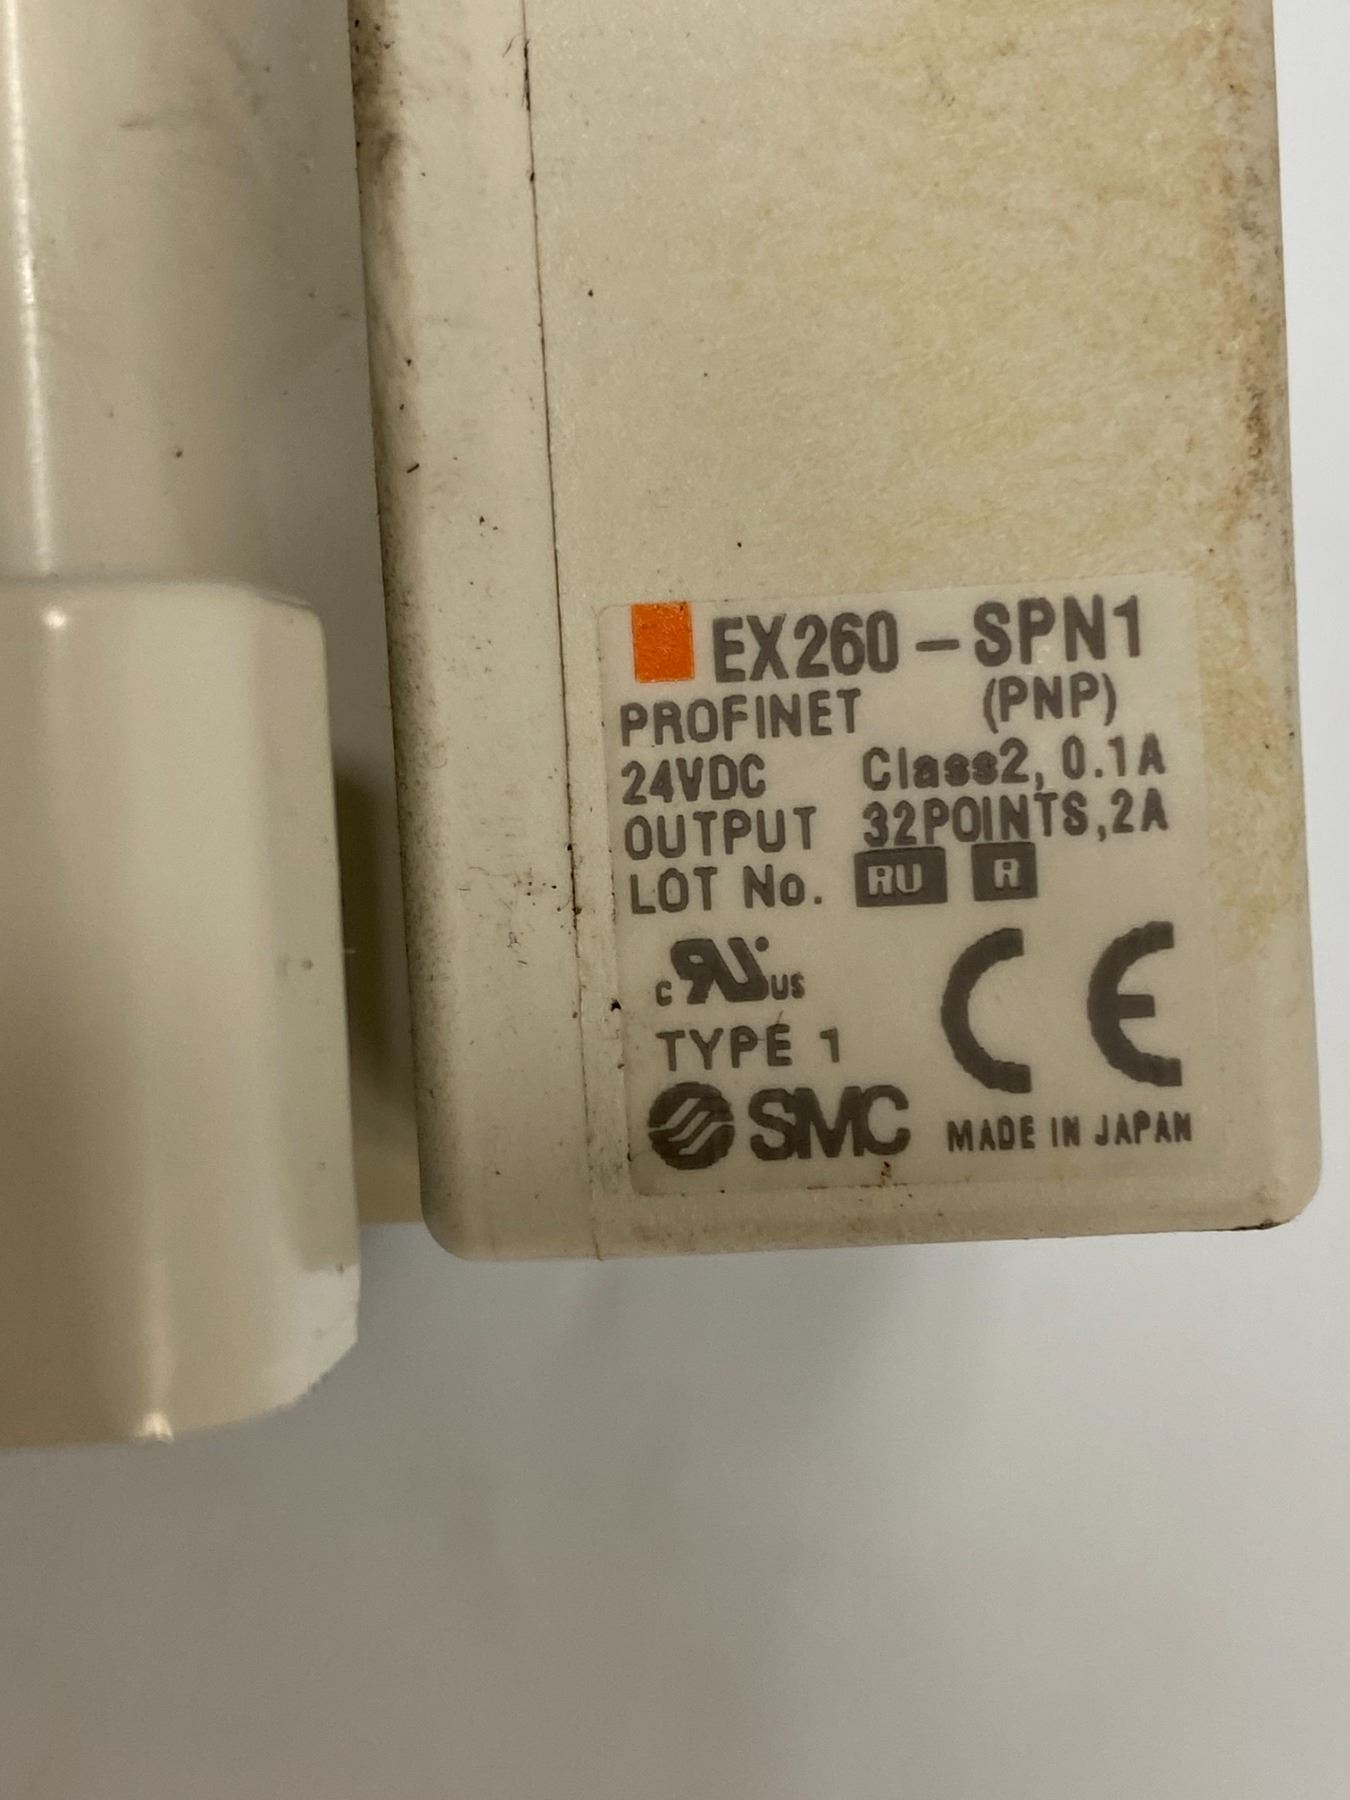 EX260-SPN1
PROFINET (PNP)
24VDC Class2, 0.1A
OUTPUT 32POINTS,2A
LOT No. RU R
c RU US
CE
TYPE 1
SMC MADE IN JAPAN